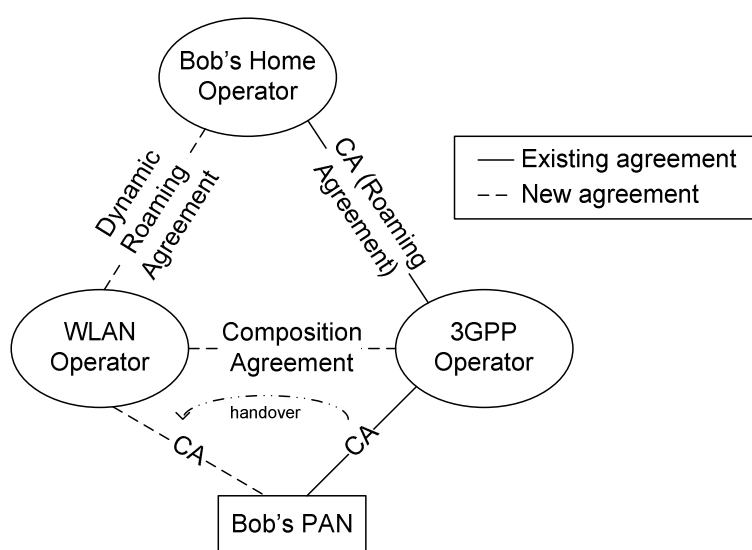 Bob's Home
Operator
Existing agreement
New agreement
Dynamic
Roaming
Agreement
CA (Roaming
Agreement)
WLAN
Operator
Composition
Agreement
3GPP
Operator
handover
CA
CA
Bob's PAN